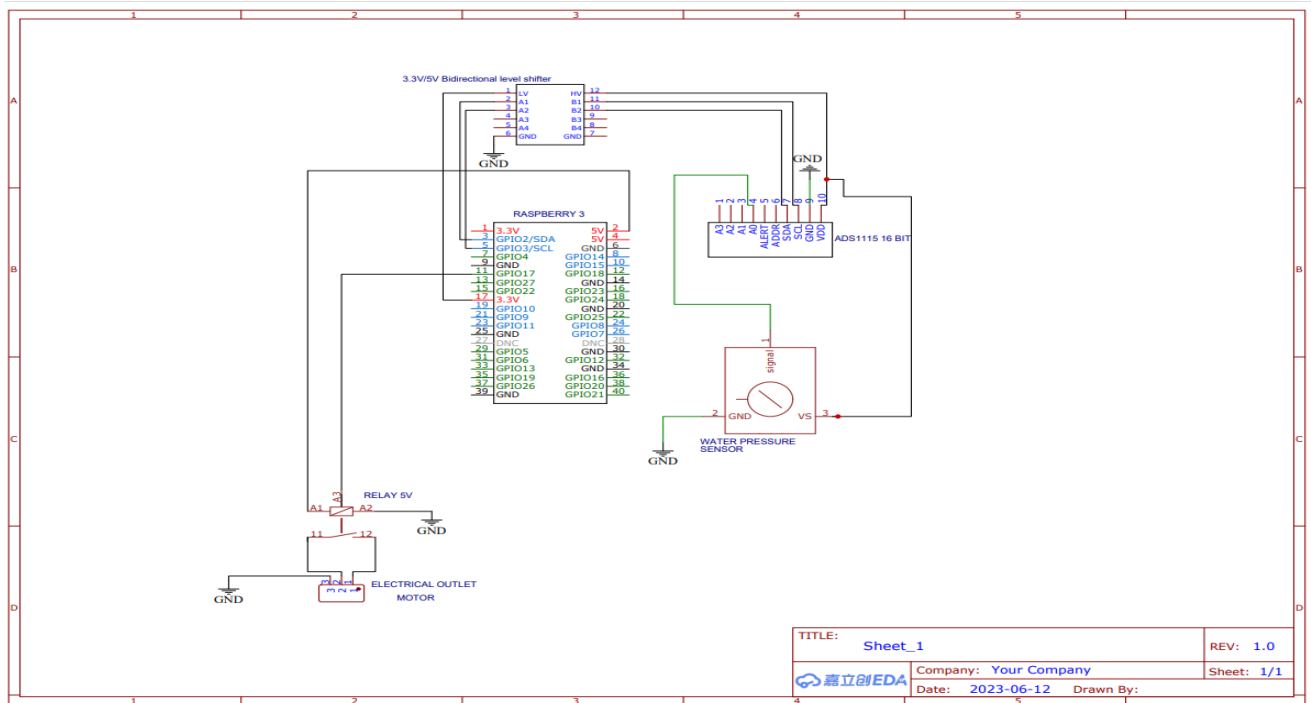 1 2 3 4 5
A
B
C
D
A
B
C
D
1 2 3 4 5
3.3V/5V Bidirectional level shifter
1 LV HV 12
2 A1 B1 11
3 A2 B2 10
4 A3 B3 9
5 A4 B4 8
6 GND GND 7
GND
GND
1 2 3 4 5 6 7 8 9 10
A3 A2 A1 A0 ALERT ADDR SDA SCL GND VDD
ADS1115 16 BIT
RASPBERRY 3
1 3.3V 5V 2
3 GPIO2/SDA 5V 4
5 GPIO3/SCL GND 6
7 GPIO4 GPIO14 8
9 GND GPIO15 10
11 GPIO17 GPIO18 12
13 GPIO27 GND 14
15 GPIO22 GPIO23 16
17 3.3V GPIO24 18
19 GPIO10 GND 20
21 GPIO9 GPIO25 22
23 GPIO11 GPIO8 24
25 GND GPIO7 26
27 DNC DNC 28
29 GPIO5 GND 30
31 GPIO6 GPIO12 32
33 GPIO13 GND 34
35 GPIO19 GPIO16 36
37 GPIO26 GPIO20 38
39 GND GPIO21 40
1
signal
2 GND VS 3
WATER PRESSURE
SENSOR
GND
A3
RELAY 5V
A1 A2
GND
11 12
3 2 1
3 2 1
ELECTRICAL OUTLET
MOTOR
GND
TITLE:
Sheet_1
REV: 1.0
嘉立创EDA
Company: Your Company
Sheet: 1/1
Date: 2023-06-12 Drawn By: